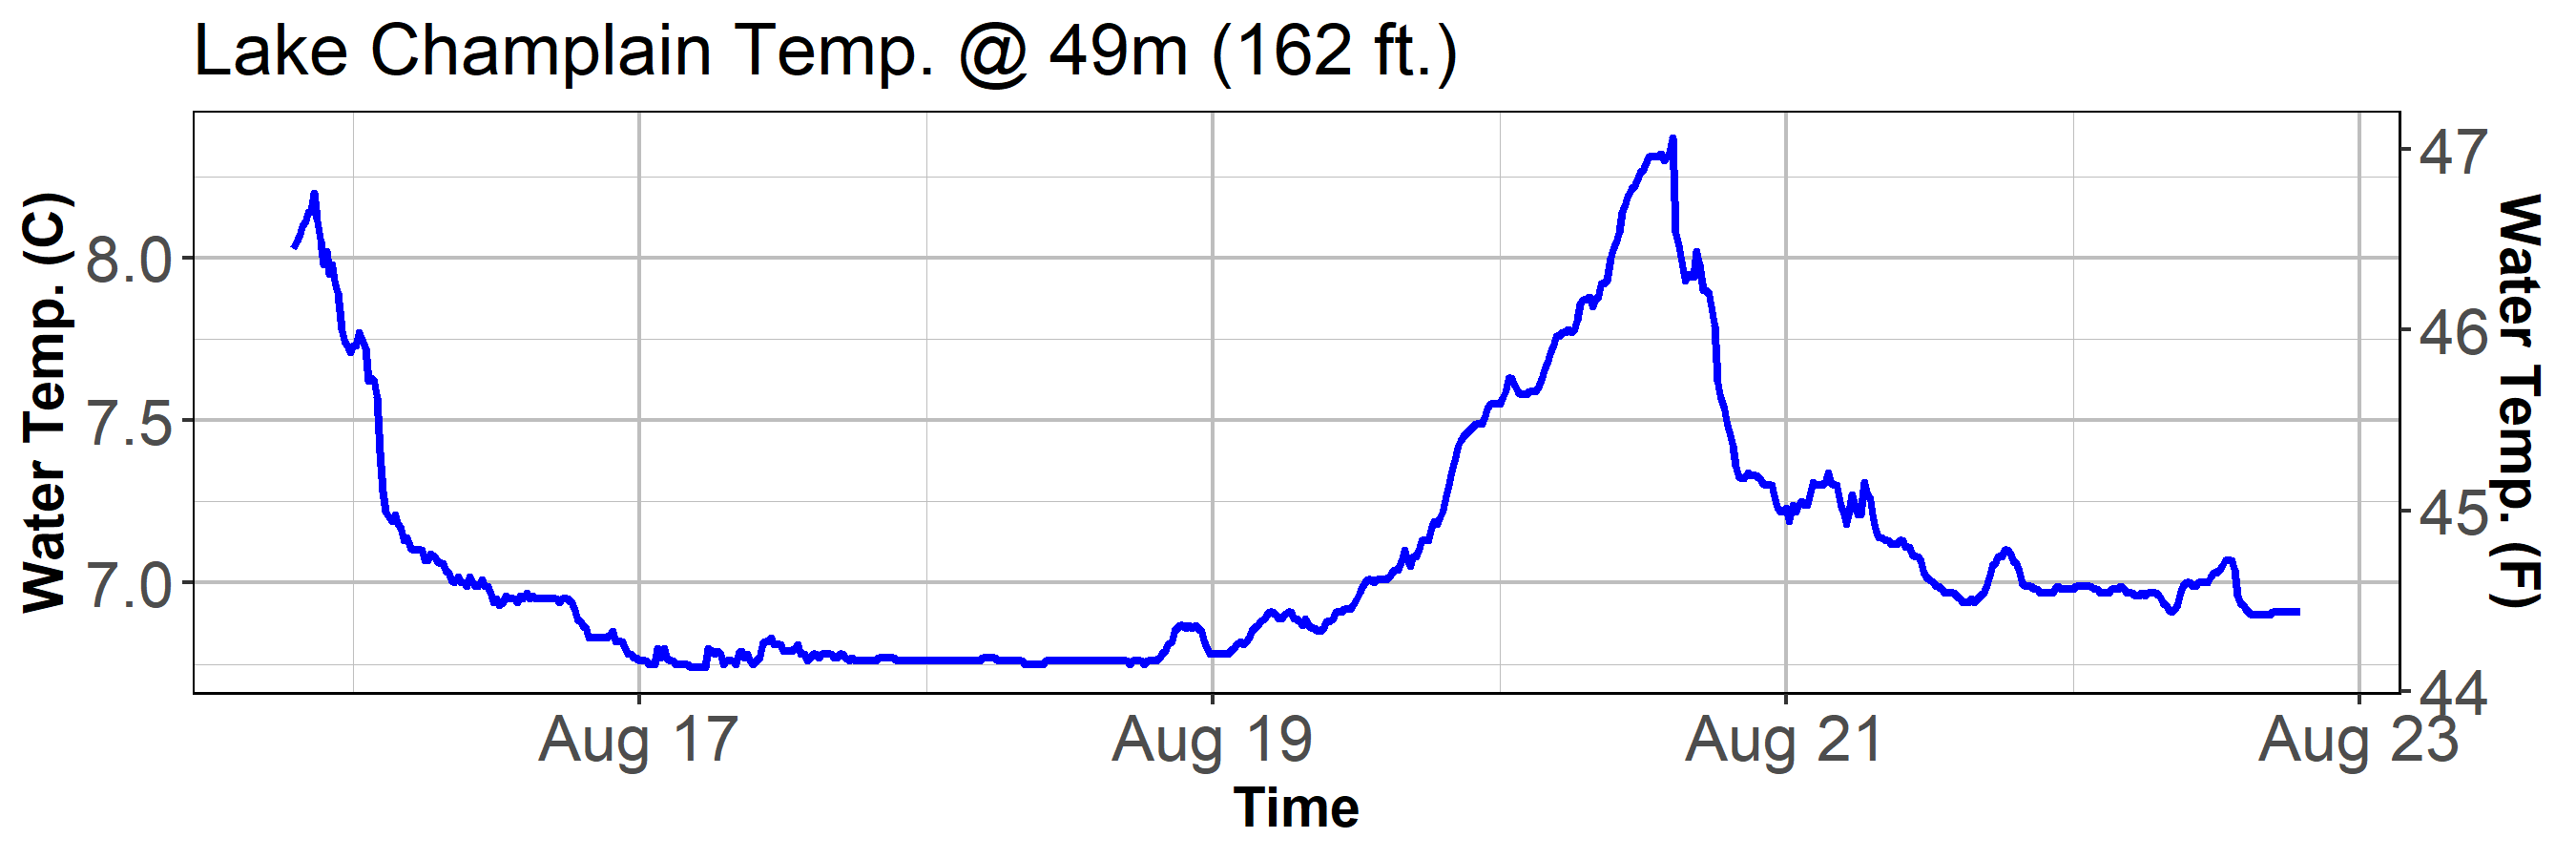 Lake Champlain Temp. @ 49m (162 ft.)
Water Temp. (C)
8.0
7.5
7.0
47
46
45
44
Water Temp. (F)
Aug 17 Aug 19 Aug 21 Aug 23
Time